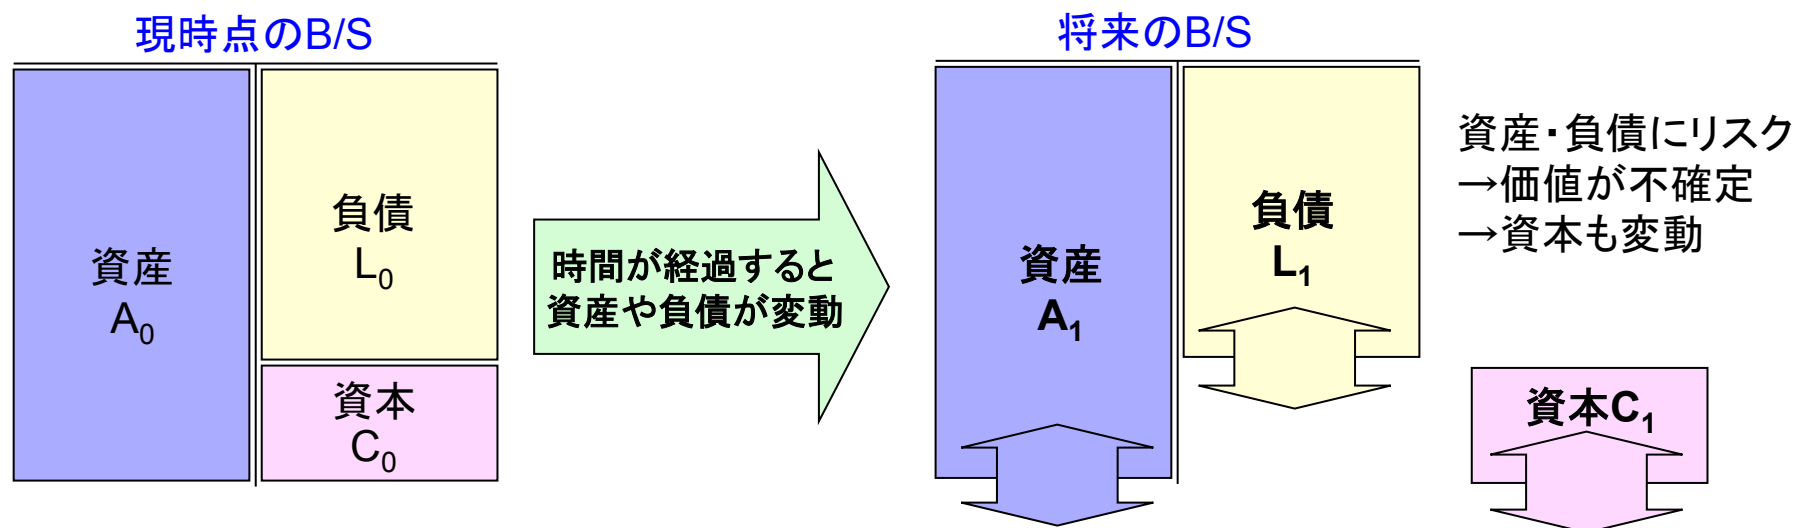 現時点のB/S
資産
A₀
負債
L₀
資本
C₀
時間が経過すると
資産や負債が変動
将来のB/S
資産
A₁
負債
L₁
資本C₁
資産・負債にリスク
→価値が不確定
→資本も変動